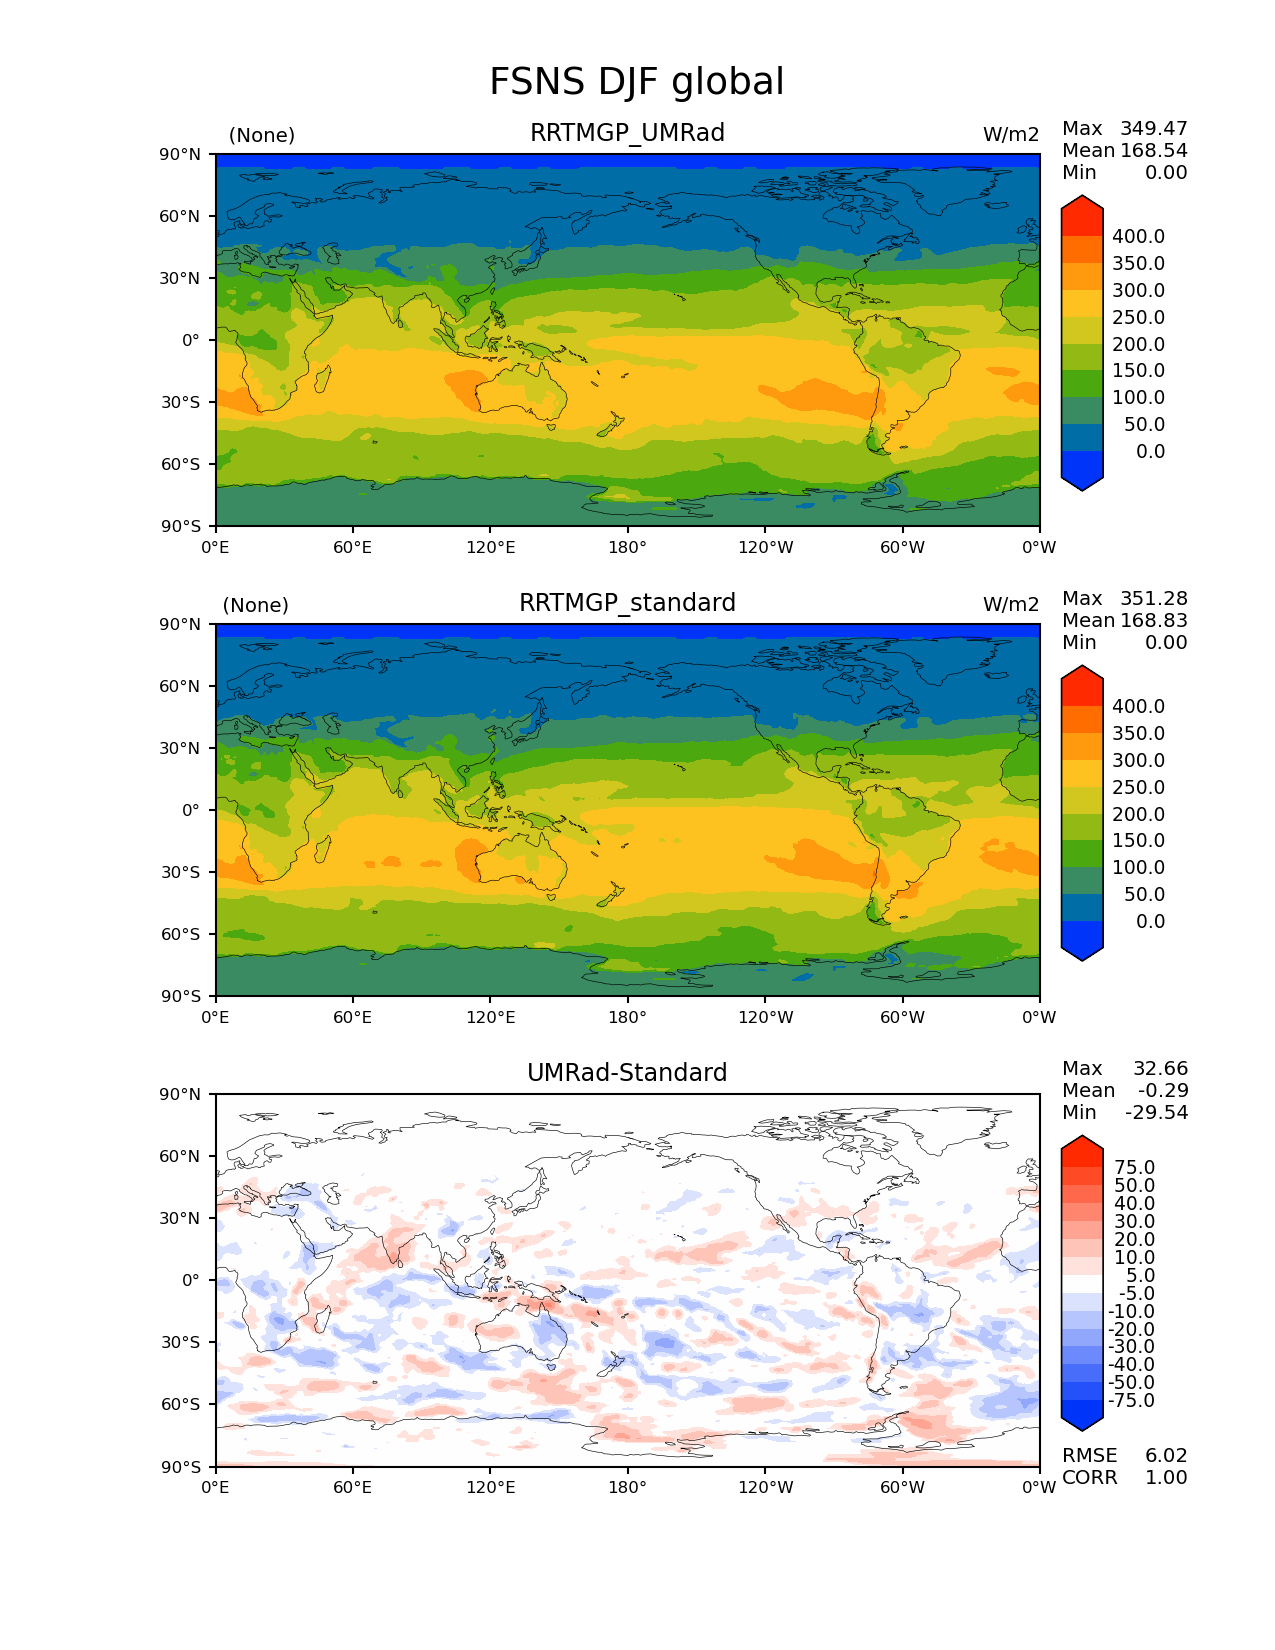 FSNS DJF global
(None) RRTMGP_UMRad W/m2
Max 349.47
Mean 168.54
Min 0.00
90°N
60°N
30°N
0°
30°S
60°S
90°S
0°E 60°E 120°E 180° 120°W 60°W 0°W
400.0
350.0
300.0
250.0
200.0
150.0
100.0
50.0
0.0
(None) RRTMGP_standard W/m2
Max 351.28
Mean 168.83
Min 0.00
90°N
60°N
30°N
0°
30°S
60°S
90°S
0°E 60°E 120°E 180° 120°W 60°W 0°W
400.0
350.0
300.0
250.0
200.0
150.0
100.0
50.0
0.0
UMRad-Standard
Max 32.66
Mean -0.29
Min -29.54
90°N
60°N
30°N
0°
30°S
60°S
90°S
0°E 60°E 120°E 180° 120°W 60°W 0°W
75.0
50.0
40.0
30.0
20.0
10.0
5.0
-5.0
-10.0
-20.0
-30.0
-40.0
-50.0
-75.0
RMSE 6.02
CORR 1.00